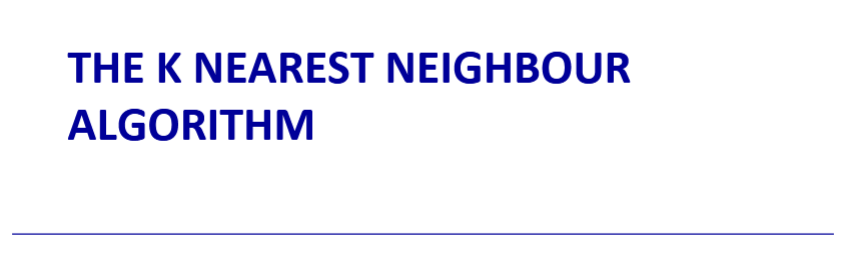 THE K NEAREST NEIGHBOUR
ALGORITHM